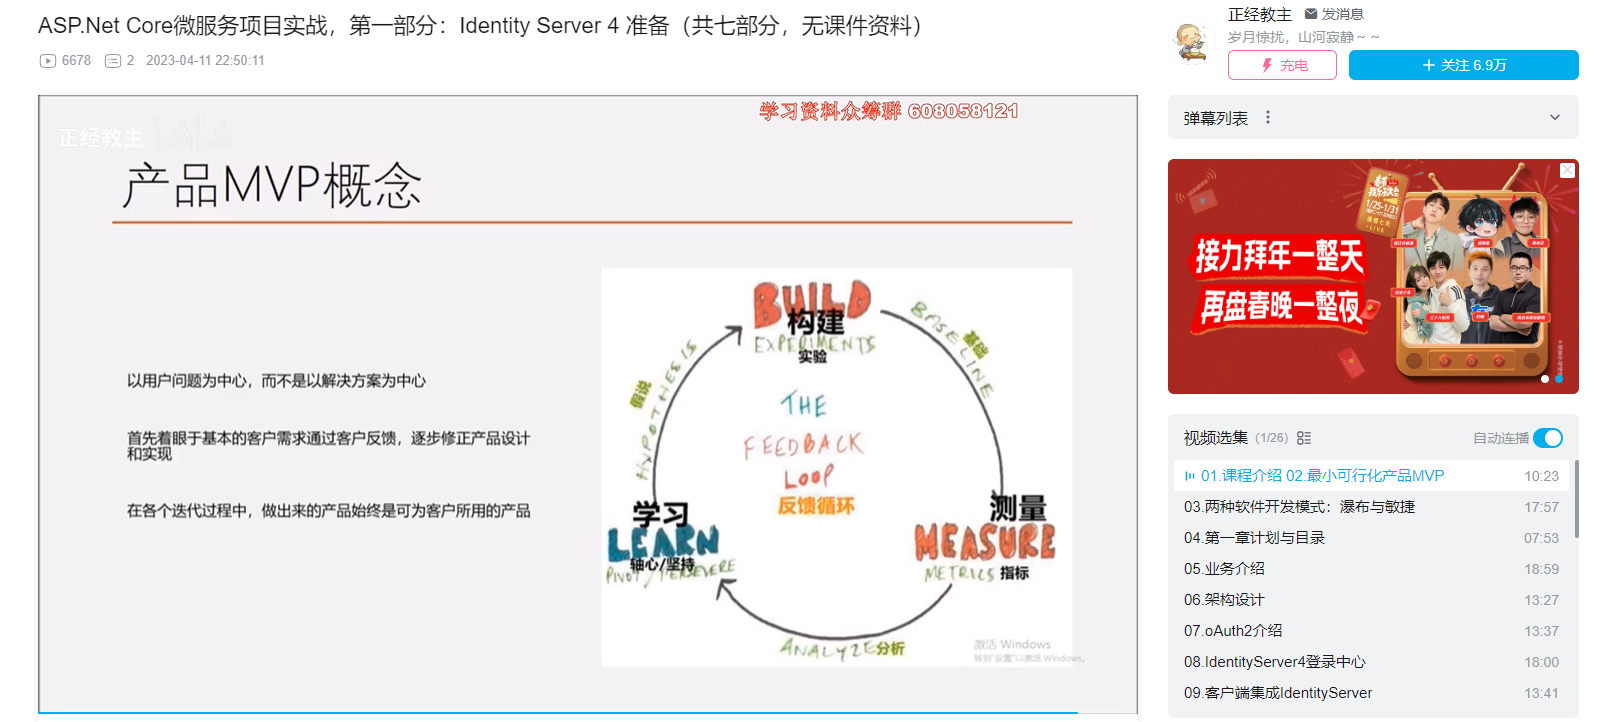 ASP.Net Core微服务项目实战，第一部分：Identity Server 4 准备（共七部分，无课件资料）
6678 2 2023-04-11 22:50:11
正经教主 发消息
岁月惊扰，山河寂静~~
充电
+ 关注 6.9万
学习资料众筹群 608058121
正经教主 bilibili
产品MVP概念
以用户问题为中心，而不是以解决方案为中心
首先着眼于基本的客户需求通过客户反馈，逐步修正产品设计
和实现
在各个迭代过程中，做出来的产品始终是可为客户所用的产品
BUILD
构建
EXPERIMENTS
实验
BASELINE
基础
HYPOTHESIS
假说
THE
FEEDBACK
LOOP
反馈循环
学习
LEARN
轴心/坚持
PIVOT/PERSEVERE
测量
MEASURE
METRICS 指标
ANALYZE 分析
激活 Windows
转到"设置"以激活 Windows。
弹幕列表
1/25-1/31
LIVE
接力拜年一整天
再盘春晚一整夜
视频选集 (1/26) 自动连播
01.课程介绍 02.最小可行化产品MVP 10:23
03.两种软件开发模式：瀑布与敏捷 17:57
04.第一章计划与目录 07:53
05.业务介绍 18:59
06.架构设计 13:27
07.oAuth2介绍 13:37
08.IdentityServer4登录中心 18:00
09.客户端集成IdentityServer 13:41